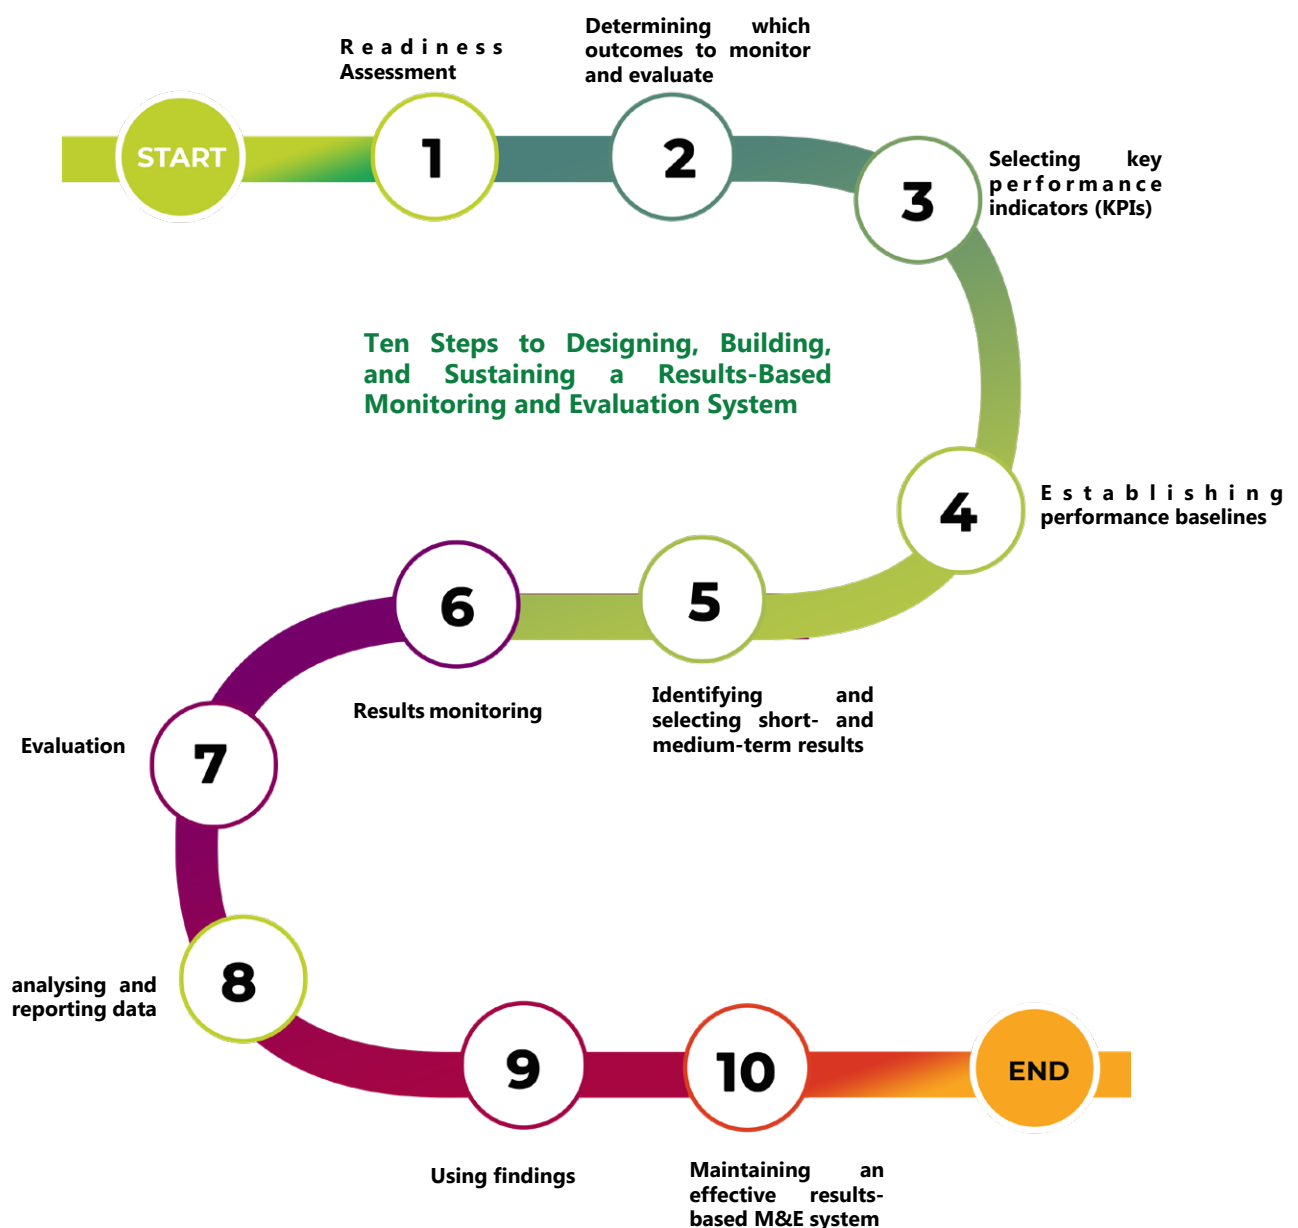 Readiness
Assessment
Determining which
outcomes to monitor
and evaluate
START
1
2
3
Selecting key
performance
indicators (KPIs)
Ten Steps to Designing, Building,
and Sustaining a Results-Based
Monitoring and Evaluation System
4
Establishing
performance baselines
5
Identifying and
selecting short- and
medium-term results
6
Results monitoring
7
Evaluation
8
analysing and
reporting data
9
Using findings
10
Maintaining an
effective results-
based M&E system
END